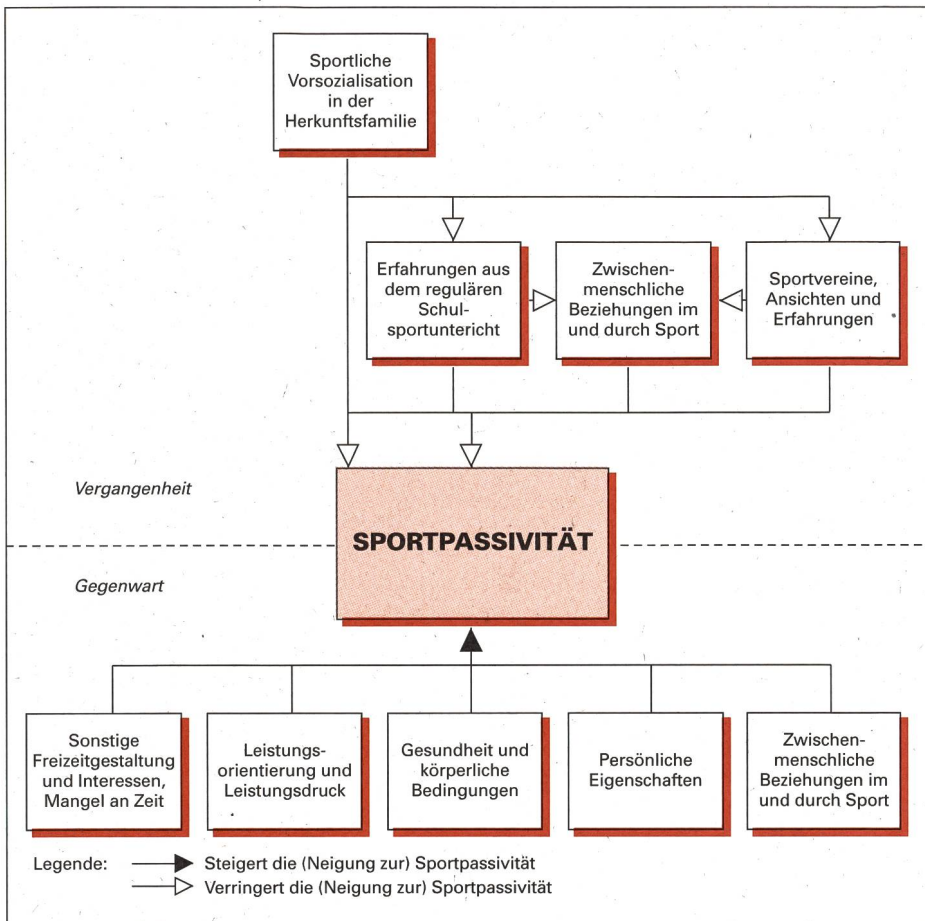 Sportliche
Vorsozialisation
in der
Herkunftsfamilie
Erfahrungen aus
dem regulären
Schul-
sportuntericht
Zwischen-
menschliche
Beziehungen im
und durch Sport
Sportvereine,
Ansichten und
Erfahrungen
Vergangenheit
SPORTPASSIVITÄT
Gegenwart
Sonstige
Freizeitgestaltung
und Interessen,
Mangel an Zeit
Leistungs-
orientierung und
Leistungsdruck
Gesundheit und
körperliche
Bedingungen
Persönliche
Eigenschaften
Zwischen-
menschliche
Beziehungen im
und durch Sport
Legende:
Steigert die (Neigung zur) Sportpassivität
Verringert die (Neigung zur) Sportpassivität